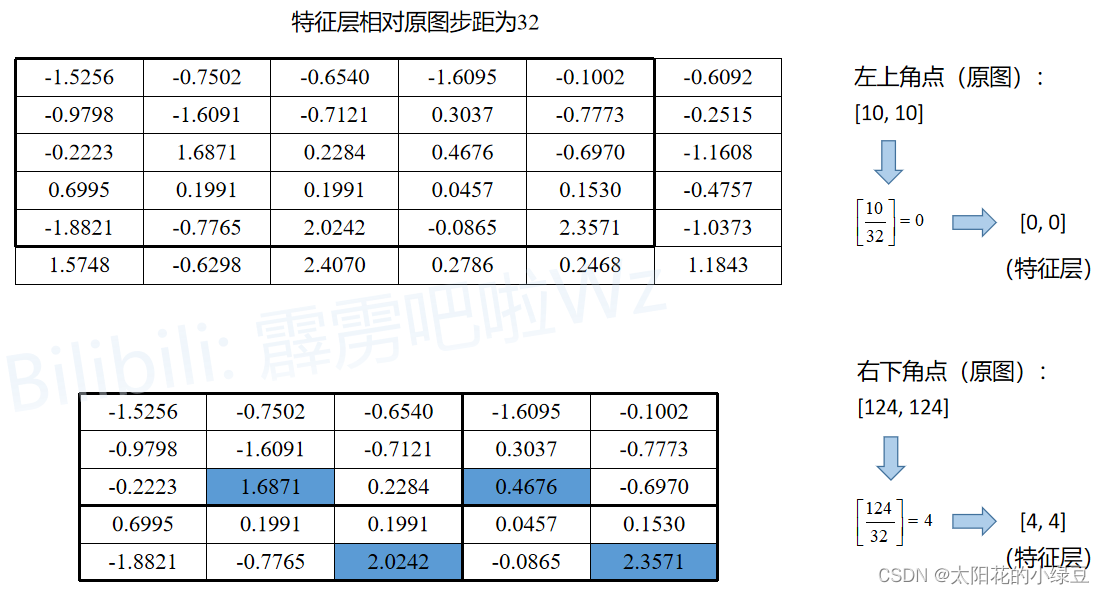 特征层相对原图步距为32
-1.5256 -0.7502 -0.6540 -1.6095 -0.1002 -0.6092
-0.9798 -1.6091 -0.7121 0.3037 -0.7773 -0.2515
-0.2223 1.6871 0.2284 0.4676 -0.6970 -1.1608
0.6995 0.1991 0.1991 0.0457 0.1530 -0.4757
-1.8821 -0.7765 2.0242 -0.0865 2.3571 -1.0373
1.5748 -0.6298 2.4070 0.2786 0.2468 1.1843
左上角点（原图）：
[10, 10]
[10/32] = 0
[0, 0]
(特征层)
Bilibili: 霹雳吧啦Wz
-1.5256 -0.7502 -0.6540 -1.6095 -0.1002
-0.9798 -1.6091 -0.7121 0.3037 -0.7773
-0.2223 1.6871 0.2284 0.4676 -0.6970
0.6995 0.1991 0.1991 0.0457 0.1530
-1.8821 -0.7765 2.0242 -0.0865 2.3571
右下角点（原图）：
[124, 124]
[124/32] = 4
[4, 4]
(特征层)
CSDN @太阳花的小绿豆